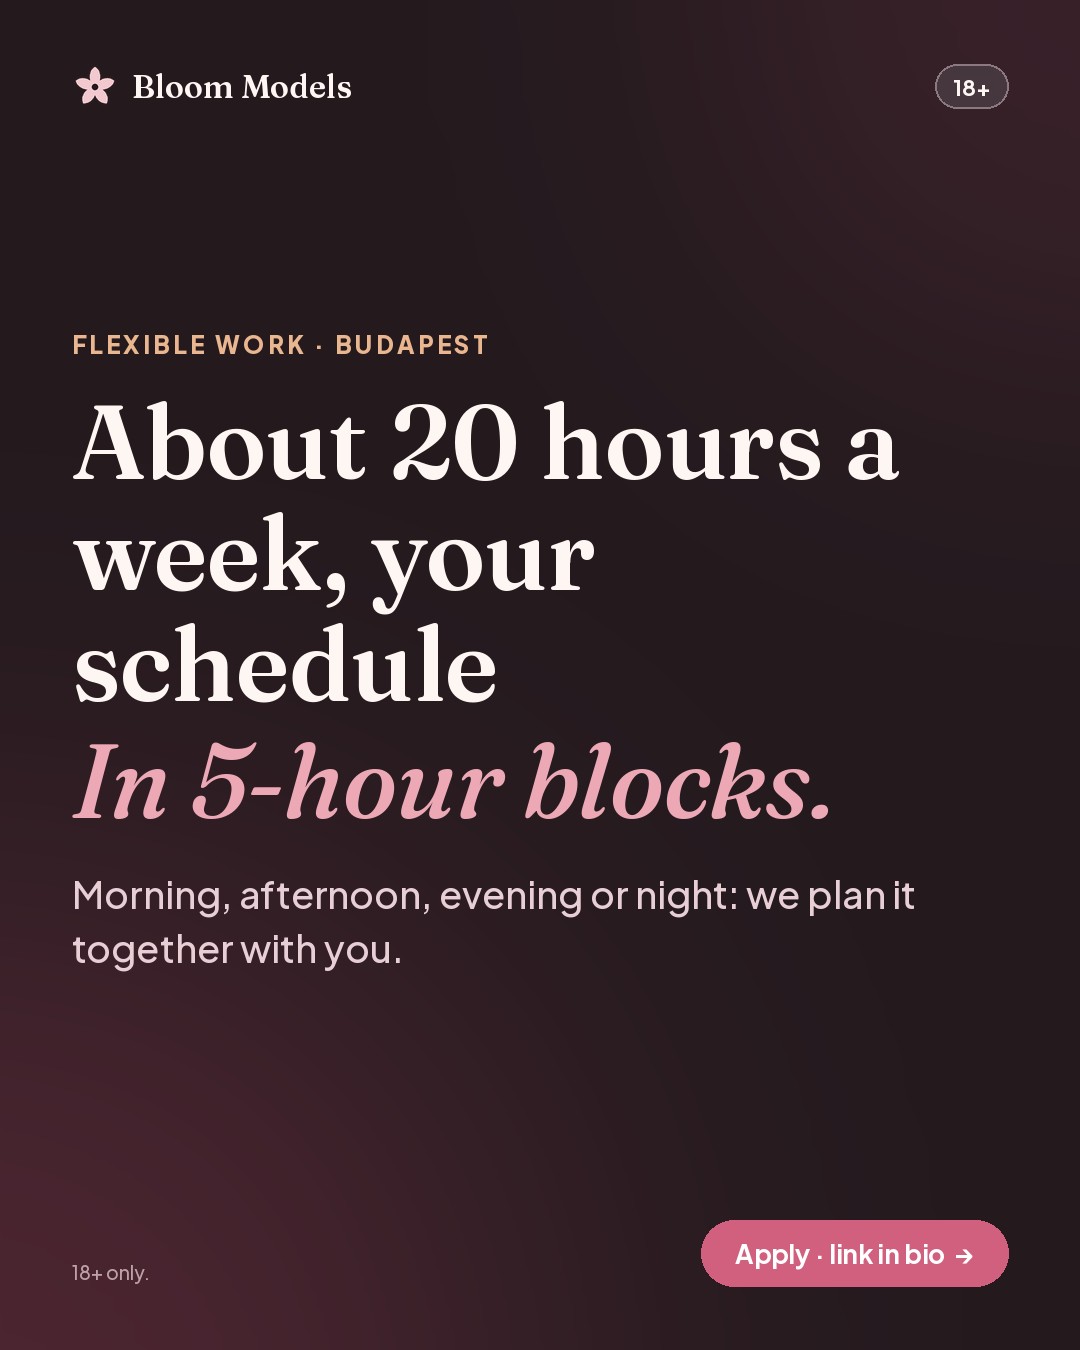 Bloom Models
18+
FLEXIBLE WORK · BUDAPEST
About 20 hours a
week, your
schedule
In 5-hour blocks.
Morning, afternoon, evening or night: we plan it
together with you.
18+ only.
Apply · link in bio →